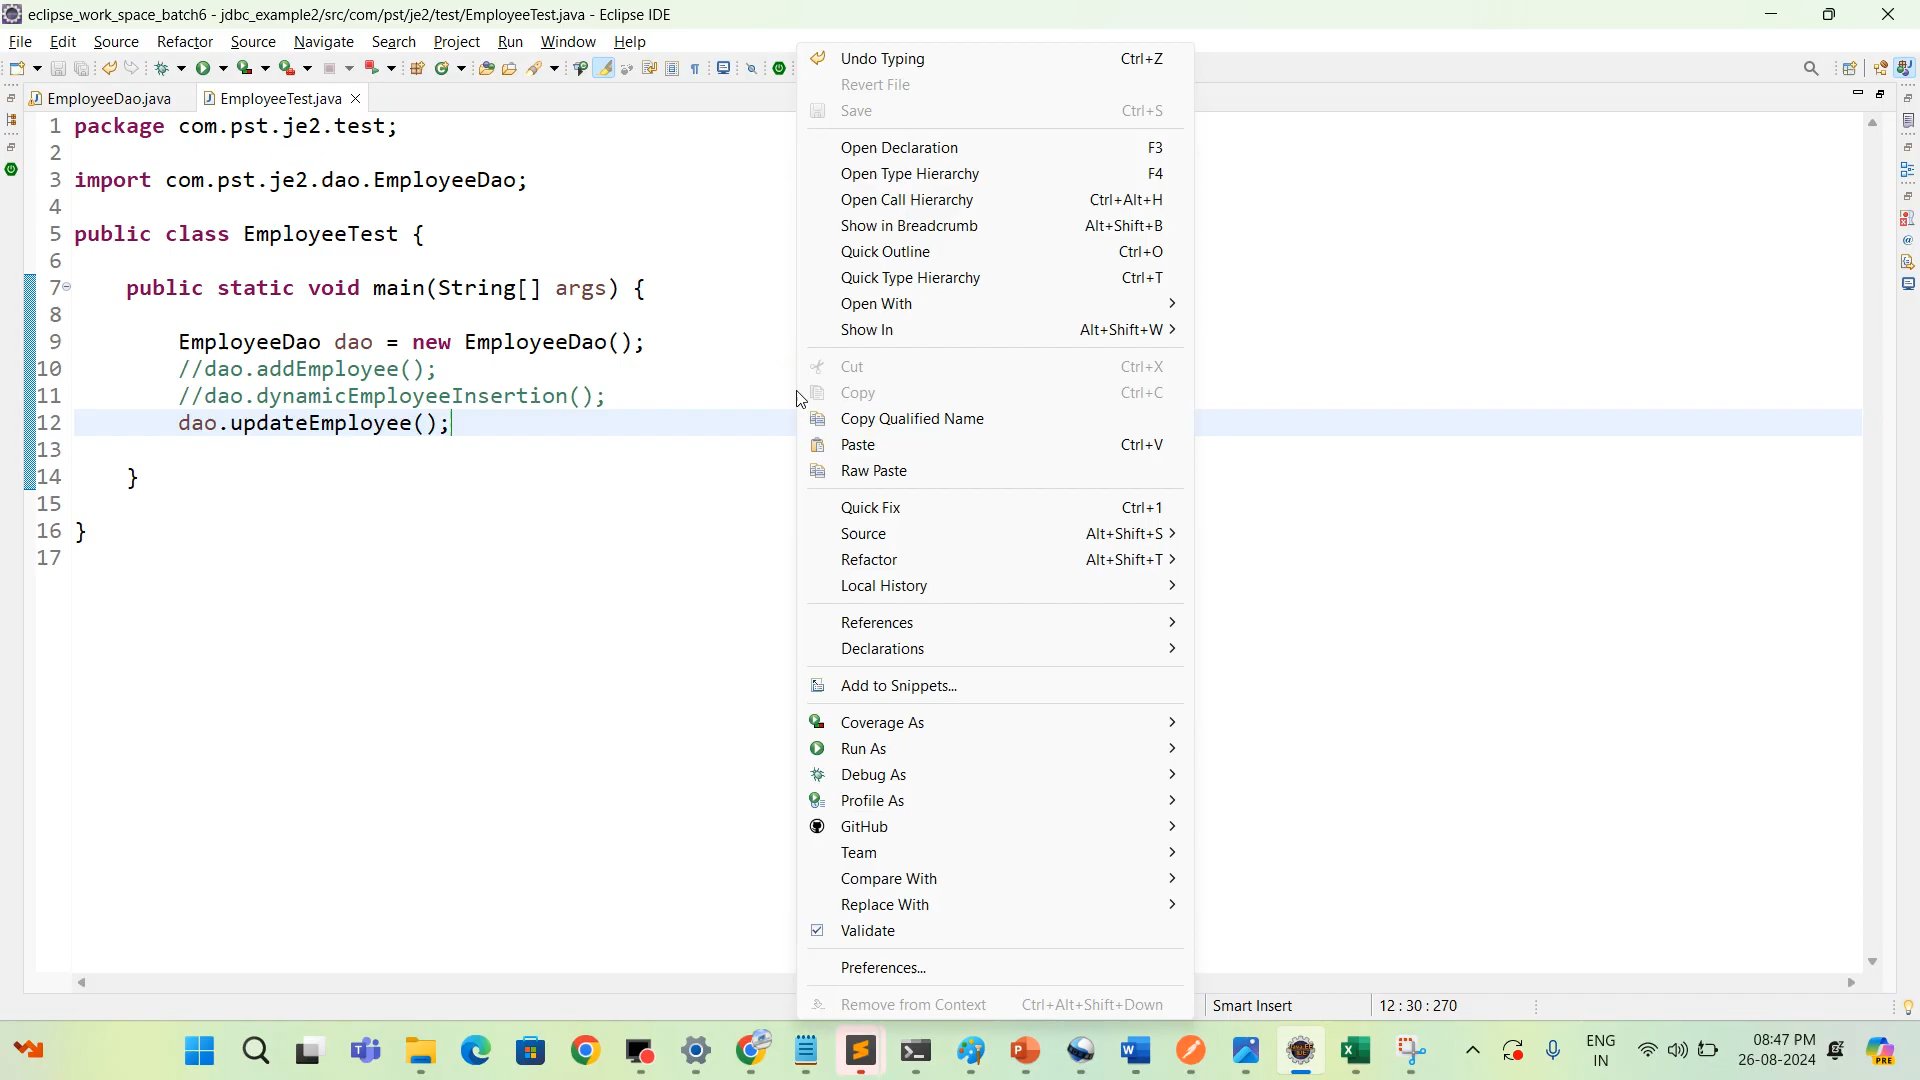 eclipse_work_space_batch6 - jdbc_example2/src/com/pst/je2/test/EmployeeTest.java - Eclipse IDE
File Edit Source Refactor Source Navigate Search Project Run Window Help
EmployeeDao.java EmployeeTest.java
1 package com.pst.je2.test;
2
3 import com.pst.je2.dao.EmployeeDao;
4
5 public class EmployeeTest {
6
7 public static void main(String[] args) {
8
9 EmployeeDao dao = new EmployeeDao();
10 //dao.addEmployee();
11 //dao.dynamicEmployeeInsertion();
12 dao.updateEmployee();
13
14 }
15
16 }
17
Undo Typing Ctrl+Z
Revert File
Save Ctrl+S
Open Declaration F3
Open Type Hierarchy F4
Open Call Hierarchy Ctrl+Alt+H
Show in Breadcrumb Alt+Shift+B
Quick Outline Ctrl+O
Quick Type Hierarchy Ctrl+T
Open With
Show In Alt+Shift+W
Cut Ctrl+X
Copy Ctrl+C
Copy Qualified Name
Paste Ctrl+V
Raw Paste
Quick Fix Ctrl+1
Source Alt+Shift+S
Refactor Alt+Shift+T
Local History
References
Declarations
Add to Snippets...
Coverage As
Run As
Debug As
Profile As
GitHub
Team
Compare With
Replace With
Validate
Preferences...
Remove from Context Ctrl+Alt+Shift+Down
Smart Insert 12 : 30 : 270
ENG
IN
08:47 PM
26-08-2024
PRE